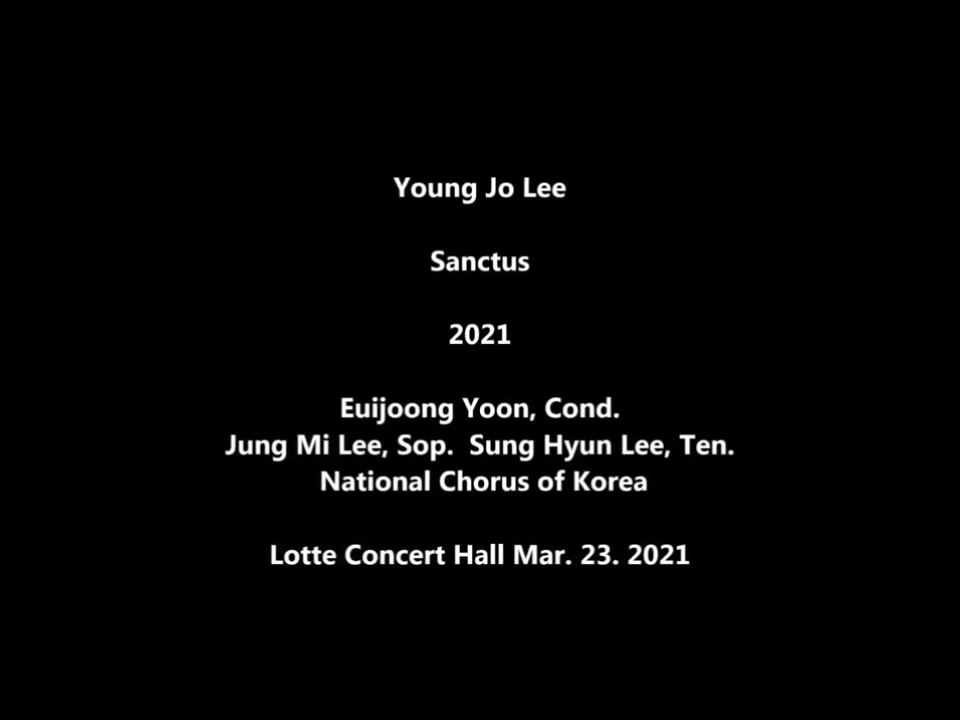 Young Jo Lee
Sanctus
2021
Euijoong Yoon, Cond.
Jung Mi Lee, Sop.  Sung Hyun Lee, Ten.
National Chorus of Korea
Lotte Concert Hall Mar. 23. 2021